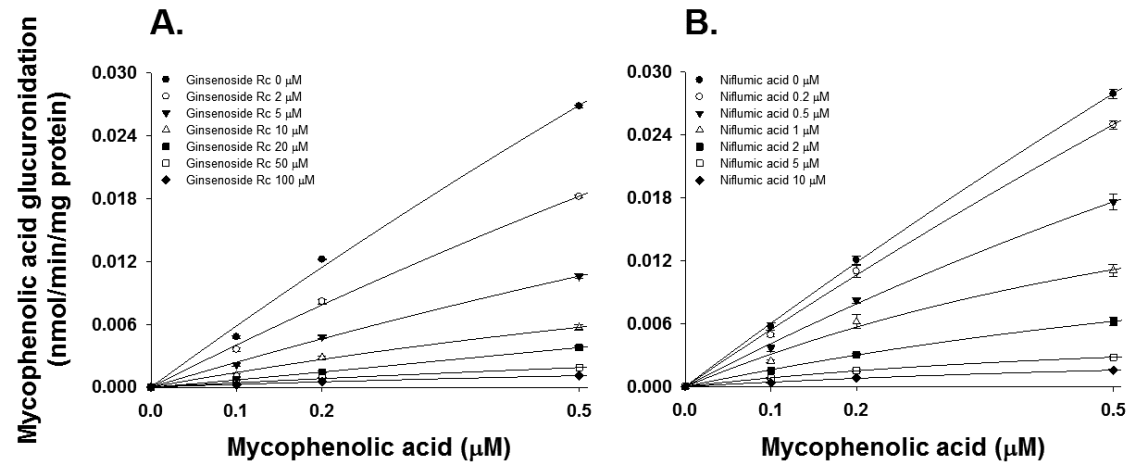 A.
B.
Mycophenolic acid glucuronidation
(nmol/min/mg protein)
0.030
0.024
0.018
0.012
0.006
0.000
Ginsenoside Rc 0 μM
Ginsenoside Rc 2 μM
Ginsenoside Rc 5 μM
Ginsenoside Rc 10 μM
Ginsenoside Rc 20 μM
Ginsenoside Rc 50 μM
Ginsenoside Rc 100 μM
0.0 0.1 0.2 0.5
Mycophenolic acid (μM)
0.030
0.024
0.018
0.012
0.006
0.000
Niflumic acid 0 μM
Niflumic acid 0.2 μM
Niflumic acid 0.5 μM
Niflumic acid 1 μM
Niflumic acid 2 μM
Niflumic acid 5 μM
Niflumic acid 10 μM
0.0 0.1 0.2 0.5
Mycophenolic acid (μM)